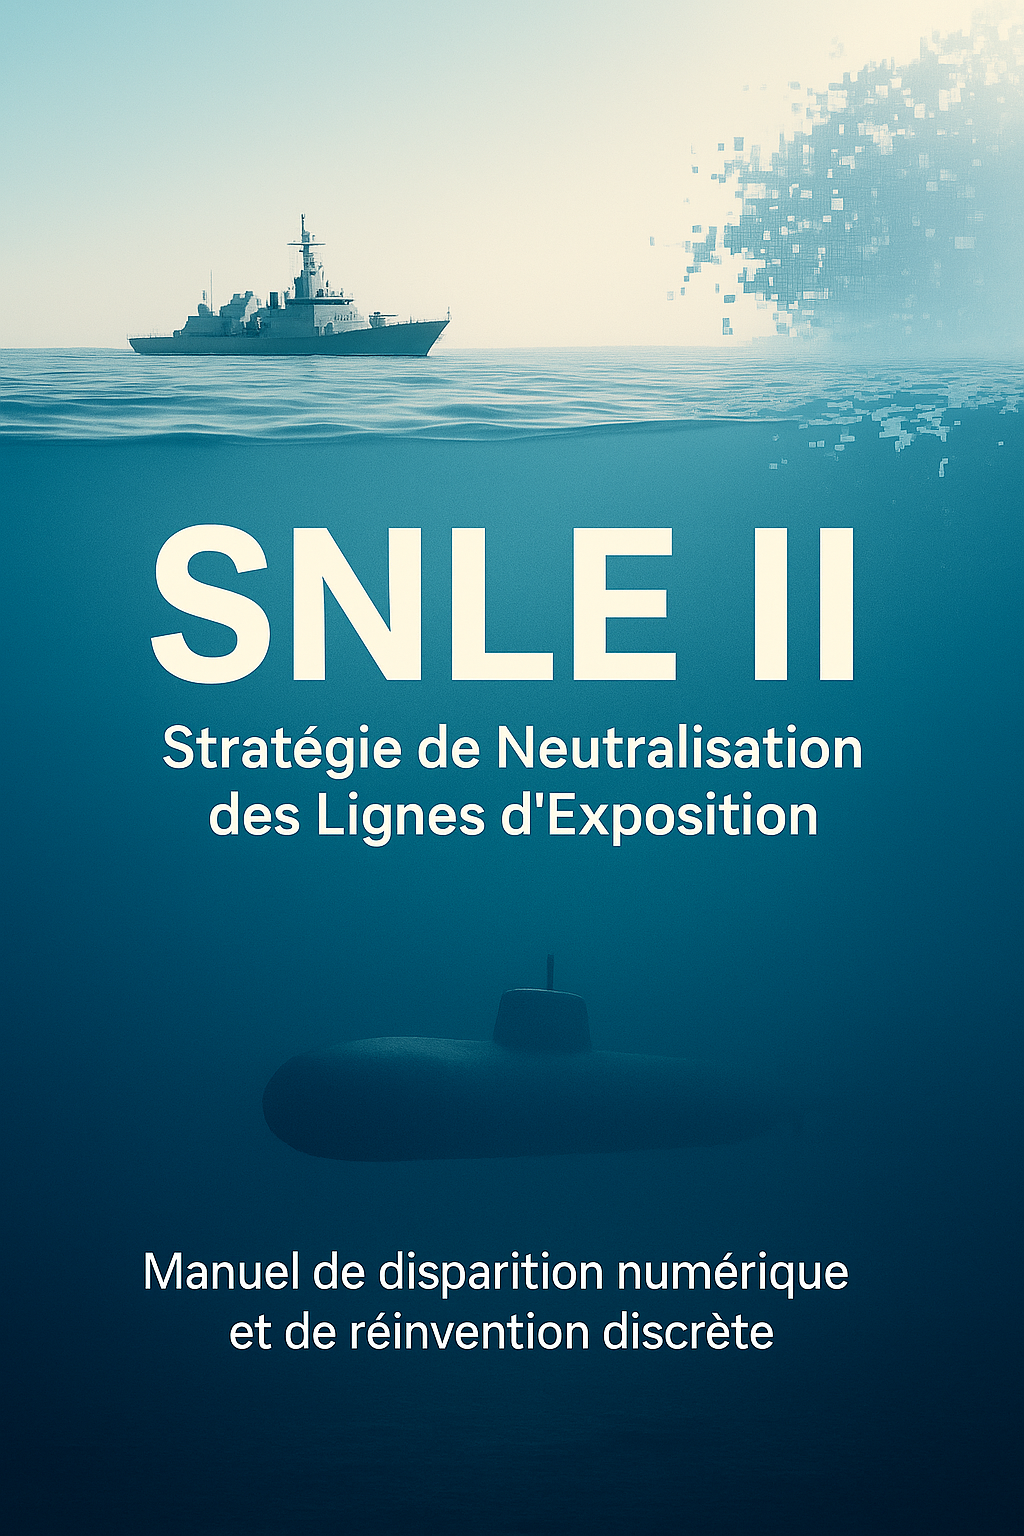 SNLE II
Stratégie de Neutralisation
des Lignes d'Exposition
Manuel de disparition numérique
et de réinvention discrète